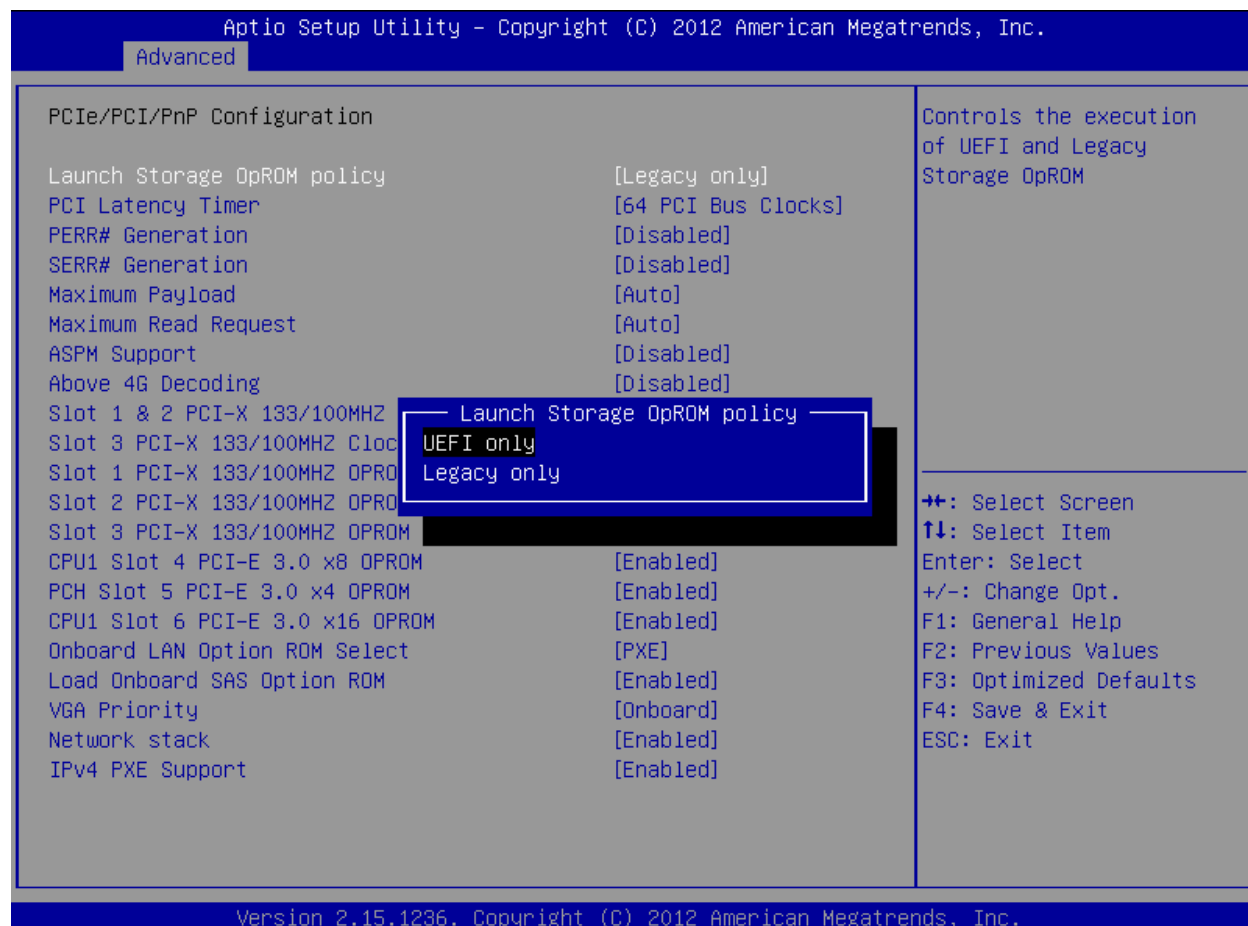 Aptio Setup Utility – Copyright (C) 2012 American Megatrends, Inc.
Advanced
PCIe/PCI/PnP Configuration
Launch Storage OpROM policy [Legacy only]
PCI Latency Timer [64 PCI Bus Clocks]
PERR# Generation [Disabled]
SERR# Generation [Disabled]
Maximum Payload [Auto]
Maximum Read Request [Auto]
ASPM Support [Disabled]
Above 4G Decoding [Disabled]
Slot 1 & 2 PCI-X 133/100MHZ
Slot 3 PCI-X 133/100MHZ Cloc
Slot 1 PCI-X 133/100MHZ OPRO
Slot 2 PCI-X 133/100MHZ OPRO
Slot 3 PCI-X 133/100MHZ OPROM
CPU1 Slot 4 PCI-E 3.0 x8 OPROM [Enabled]
PCH Slot 5 PCI-E 3.0 x4 OPROM [Enabled]
CPU1 Slot 6 PCI-E 3.0 x16 OPROM [Enabled]
Onboard LAN Option ROM Select [PXE]
Load Onboard SAS Option ROM [Enabled]
VGA Priority [Onboard]
Network stack [Enabled]
IPv4 PXE Support [Enabled]
Launch Storage OpROM policy
UEFI only
Legacy only
Controls the execution
of UEFI and Legacy
Storage OpROM
→←: Select Screen
↑↓: Select Item
Enter: Select
+/-: Change Opt.
F1: General Help
F2: Previous Values
F3: Optimized Defaults
F4: Save & Exit
ESC: Exit
Version 2.15.1236. Copyright (C) 2012 American Megatrends, Inc.